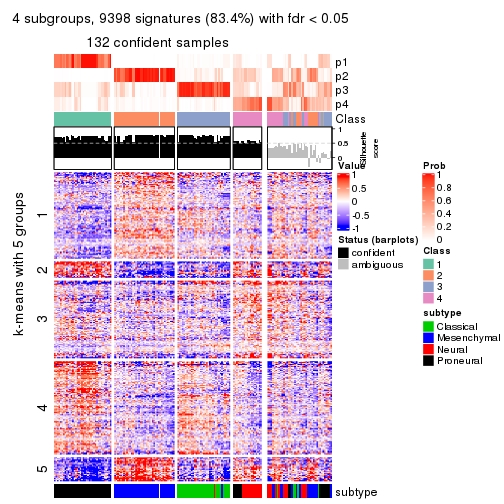 4 subgroups, 9398 signatures (83.4%) with fdr < 0.05
132 confident samples
p1
p2
p3
p4
Class
1
0.5
0
Silhouette
score
k-means with 5 groups
1
2
3
4
5
subtype
Value
1
0.5
0
-0.5
-1
Status (barplots)
confident
ambiguous
Prob
1
0.8
0.6
0.4
0.2
0
Class
1
2
3
4
subtype
Classical
Mesenchymal
Neural
Proneural